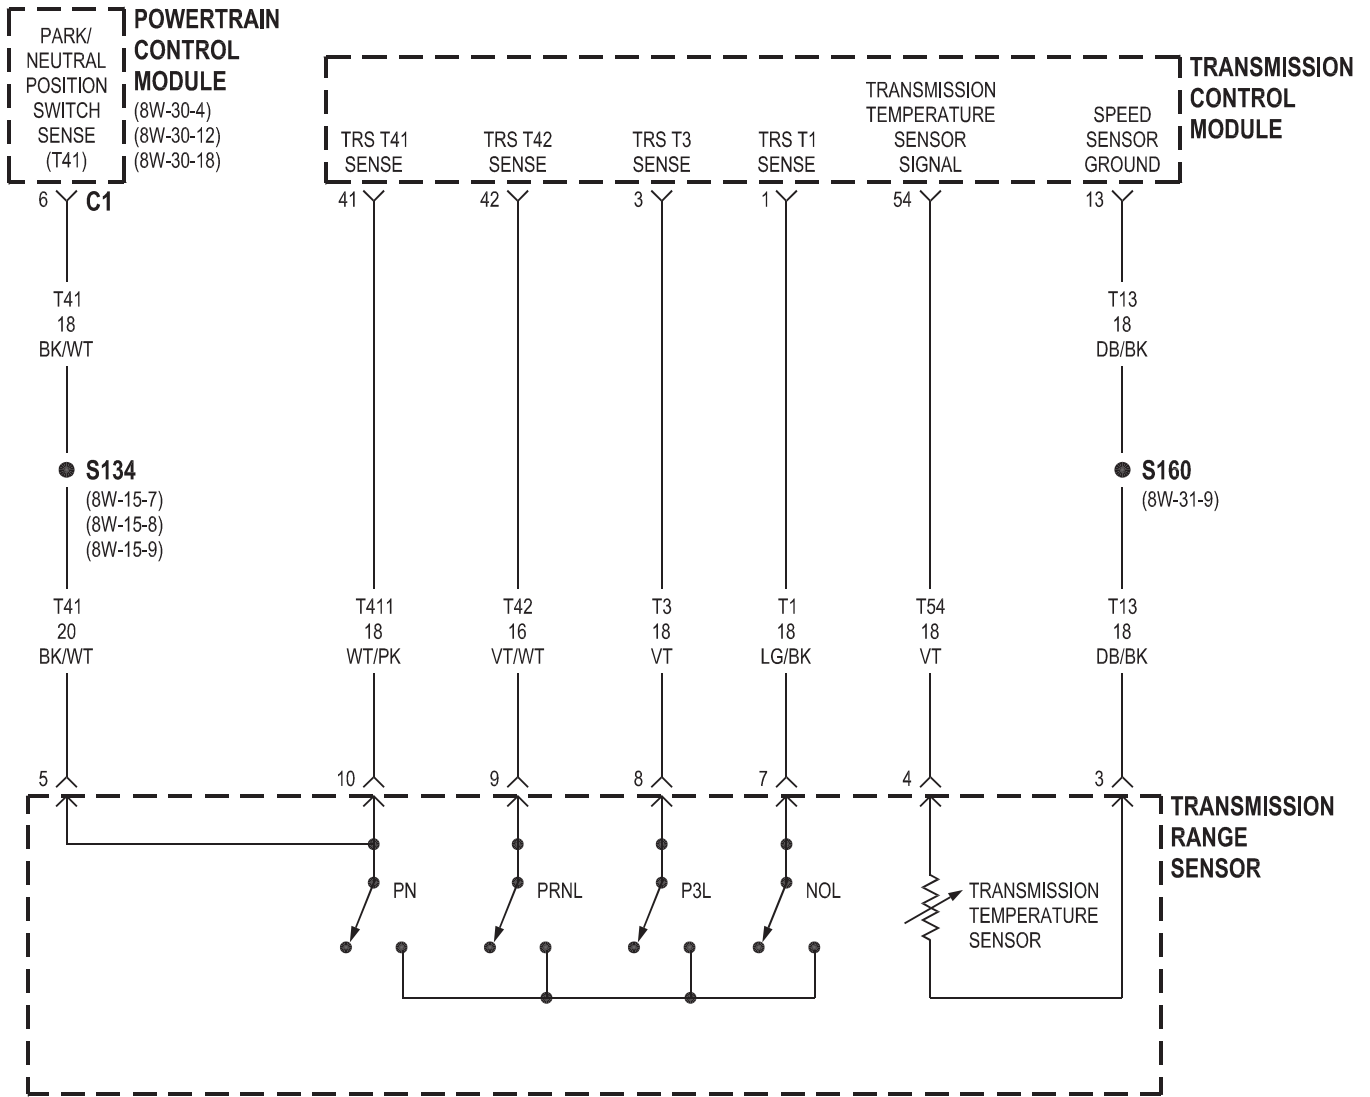 PARK/
NEUTRAL
POSITION
SWITCH
SENSE
(T41)
POWERTRAIN
CONTROL
MODULE
(8W-30-4)
(8W-30-12)
(8W-30-18)
TRS T41
SENSE
TRS T42
SENSE
TRS T3
SENSE
TRS T1
SENSE
TRANSMISSION
TEMPERATURE
SENSOR
SIGNAL
SPEED
SENSOR
GROUND
TRANSMISSION
CONTROL
MODULE
6 C1
41
42
3
1
54
13
T41
18
BK/WT
T13
18
DB/BK
S134
(8W-15-7)
(8W-15-8)
(8W-15-9)
S160
(8W-31-9)
T41
20
BK/WT
T411
18
WT/PK
T42
16
VT/WT
T3
18
VT
T1
18
LG/BK
T54
18
VT
T13
18
DB/BK
5
10
9
8
7
4
3
TRANSMISSION
RANGE
SENSOR
PN
PRNL
P3L
NOL
TRANSMISSION
TEMPERATURE
SENSOR